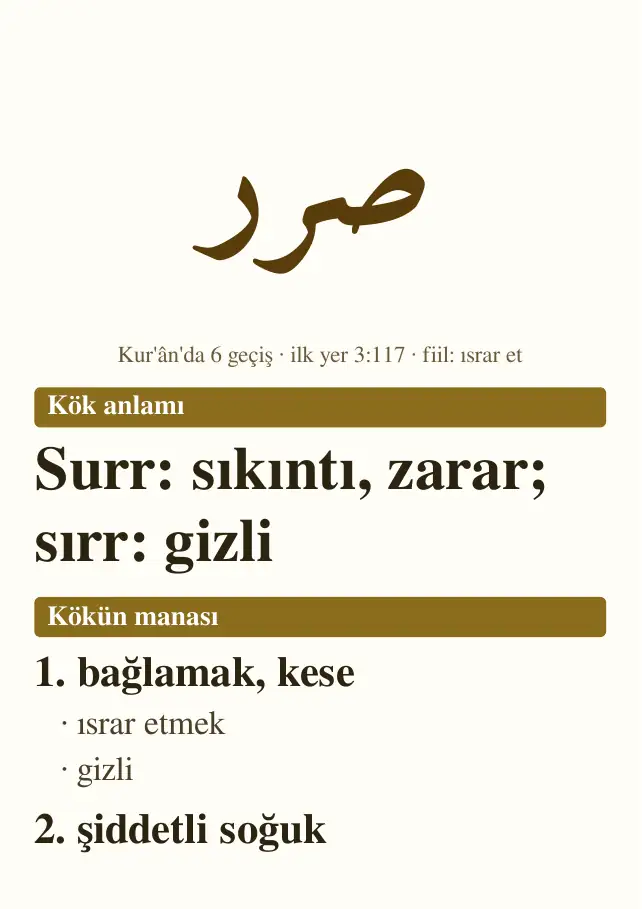 صرر
Kur'ân'da 6 geçiş · ilk yer 3:117 · fiil: ısrar et
Kök anlamı
Surr: sıkıntı, zarar;
sırr: gizli
Kökün manası
1. bağlamak, kese
· ısrar etmek
· gizli
2. şiddetli soğuk